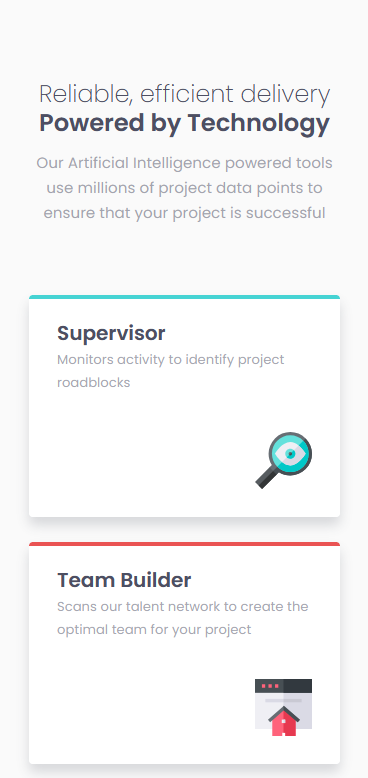 Reliable, efficient delivery
Powered by Technology
Our Artificial Intelligence powered tools
use millions of project data points to
ensure that your project is successful
Supervisor
Monitors activity to identify project
roadblocks
Team Builder
Scans our talent network to create the
optimal team for your project